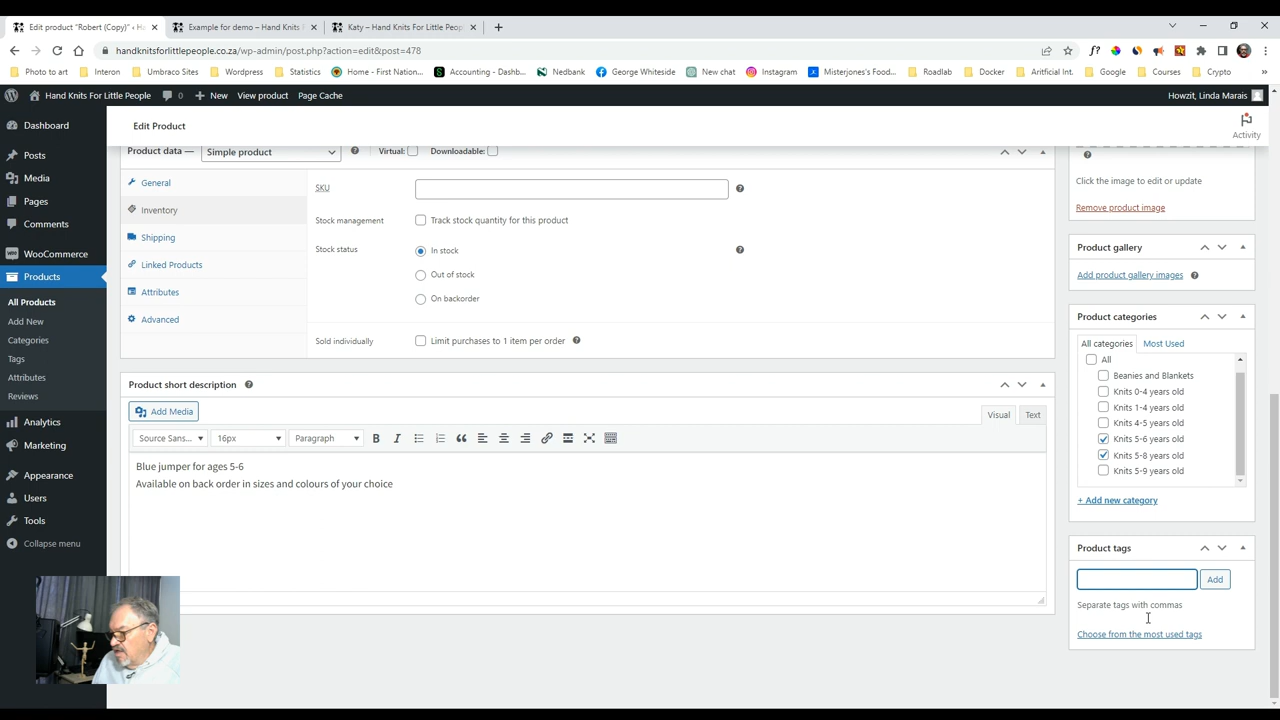 Edit product "Robert (Copy)" ‹ Ha
Example for demo – Hand Knits F
Katy – Hand Knits For Little Peop
handknitsforlittlepeople.co.za/wp-admin/post.php?action=edit&post=478
Photo to art
Interon
Umbraco Sites
Wordpress
Statistics
Home - First Nation...
Accounting - Dashb...
Nedbank
George Whiteside
New chat
Instagram
Misterjones's Food...
Roadlab
Docker
Aritficial Int.
Google
Courses
Crypto
Hand Knits For Little People
0
New
View product
Page Cache
Howzit, Linda Marais
Dashboard
Posts
Media
Pages
Comments
WooCommerce
Products
All Products
Add New
Categories
Tags
Attributes
Reviews
Analytics
Marketing
Appearance
Users
Tools
Collapse menu
Edit Product
Activity
Product data —
Simple product
Virtual:
Downloadable:
General
Inventory
Shipping
Linked Products
Attributes
Advanced
SKU
Stock management
Track stock quantity for this product
Stock status
In stock
Out of stock
On backorder
Sold individually
Limit purchases to 1 item per order
Product short description
Add Media
Visual
Text
Source Sans...
16px
Paragraph
Blue jumper for ages 5-6
Available on back order in sizes and colours of your choice
Click the image to edit or update
Remove product image
Product gallery
Add product gallery images
Product categories
All categories
Most Used
All
Beanies and Blankets
Knits 0-4 years old
Knits 1-4 years old
Knits 4-5 years old
Knits 5-6 years old
Knits 5-8 years old
Knits 5-9 years old
+ Add new category
Product tags
Add
Separate tags with commas
Choose from the most used tags